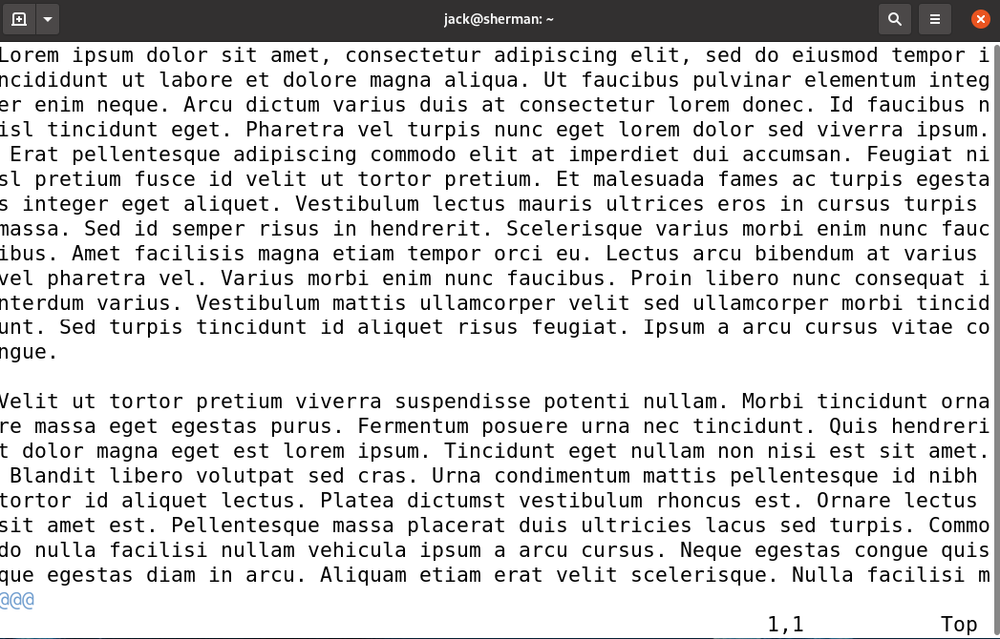 jack@sherman: ~
Lorem ipsum dolor sit amet, consectetur adipiscing elit, sed do eiusmod tempor i
ncididunt ut labore et dolore magna aliqua. Ut faucibus pulvinar elementum integ
er enim neque. Arcu dictum varius duis at consectetur lorem donec. Id faucibus n
isl tincidunt eget. Pharetra vel turpis nunc eget lorem dolor sed viverra ipsum.
 Erat pellentesque adipiscing commodo elit at imperdiet dui accumsan. Feugiat ni
sl pretium fusce id velit ut tortor pretium. Et malesuada fames ac turpis egesta
s integer eget aliquet. Vestibulum lectus mauris ultrices eros in cursus turpis
massa. Sed id semper risus in hendrerit. Scelerisque varius morbi enim nunc fauc
ibus. Amet facilisis magna etiam tempor orci eu. Lectus arcu bibendum at varius
vel pharetra vel. Varius morbi enim nunc faucibus. Proin libero nunc consequat i
nterdum varius. Vestibulum mattis ullamcorper velit sed ullamcorper morbi tincid
unt. Sed turpis tincidunt id aliquet risus feugiat. Ipsum a arcu cursus vitae co
ngue.

Velit ut tortor pretium viverra suspendisse potenti nullam. Morbi tincidunt orna
re massa eget egestas purus. Fermentum posuere urna nec tincidunt. Quis hendreri
t dolor magna eget est lorem ipsum. Tincidunt eget nullam non nisi est sit amet.
 Blandit libero volutpat sed cras. Urna condimentum mattis pellentesque id nibh
tortor id aliquet lectus. Platea dictumst vestibulum rhoncus est. Ornare lectus
sit amet est. Pellentesque massa placerat duis ultricies lacus sed turpis. Commo
do nulla facilisi nullam vehicula ipsum a arcu cursus. Neque egestas congue quis
que egestas diam in arcu. Aliquam etiam erat velit scelerisque. Nulla facilisi m
@@@
1,1 Top